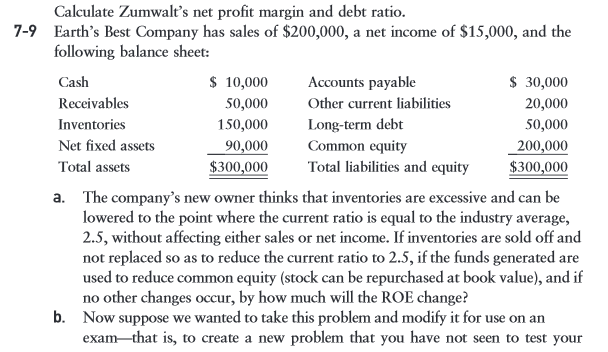 Calculate Zumwalt's net profit margin and debt ratio.
7-9 Earth's Best Company has sales of $200,000, a net income of $15,000, and the
following balance sheet:
Cash $ 10,000 Accounts payable $ 30,000
Receivables 50,000 Other current liabilities 20,000
Inventories 150,000 Long-term debt 50,000
Net fixed assets 90,000 Common equity 200,000
Total assets $300,000 Total liabilities and equity $300,000
a. The company's new owner thinks that inventories are excessive and can be
lowered to the point where the current ratio is equal to the industry average,
2.5, without affecting either sales or net income. If inventories are sold off and
not replaced so as to reduce the current ratio to 2.5, if the funds generated are
used to reduce common equity (stock can be repurchased at book value), and if
no other changes occur, by how much will the ROE change?
b. Now suppose we wanted to take this problem and modify it for use on an
exam—that is, to create a new problem that you have not seen to test your